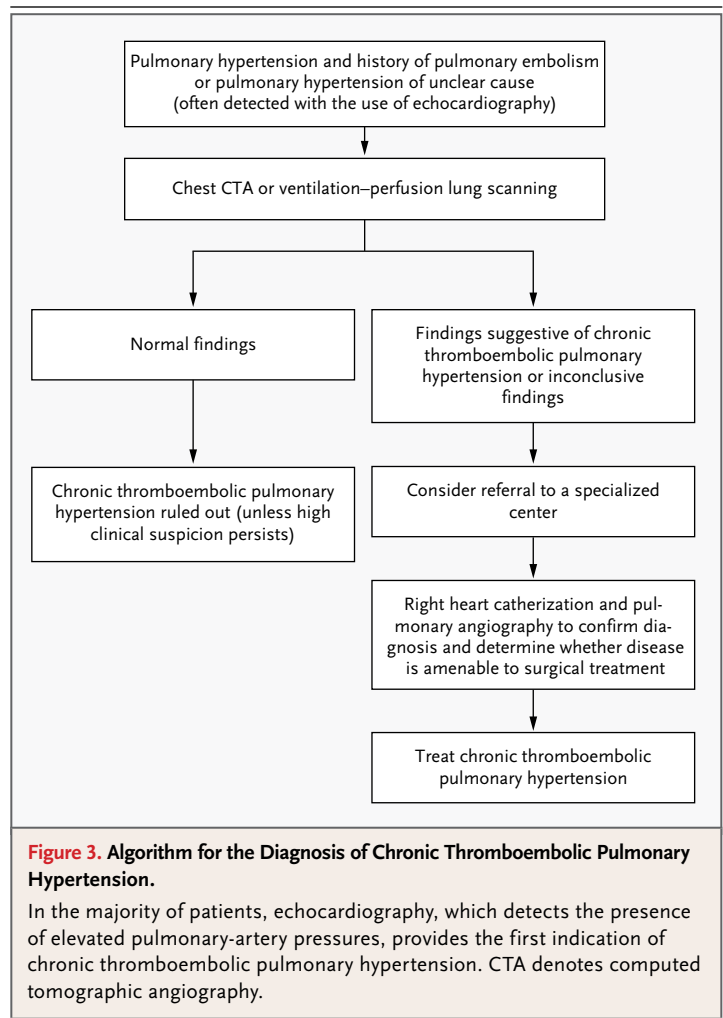 Pulmonary hypertension and history of pulmonary embolism
or pulmonary hypertension of unclear cause
(often detected with the use of echocardiography)
Chest CTA or ventilation–perfusion lung scanning
Normal findings
Findings suggestive of chronic
thromboembolic pulmonary
hypertension or inconclusive
findings
Chronic thromboembolic pulmonary
hypertension ruled out (unless high
clinical suspicion persists)
Consider referral to a specialized
center
Right heart catherization and pul-
monary angiography to confirm dia-
gnosis and determine whether disease
is amenable to surgical treatment
Treat chronic thromboembolic
pulmonary hypertension
Figure 3. Algorithm for the Diagnosis of Chronic Thromboembolic Pulmonary
Hypertension.
In the majority of patients, echocardiography, which detects the presence
of elevated pulmonary-artery pressures, provides the first indication of
chronic thromboembolic pulmonary hypertension. CTA denotes computed
tomographic angiography.